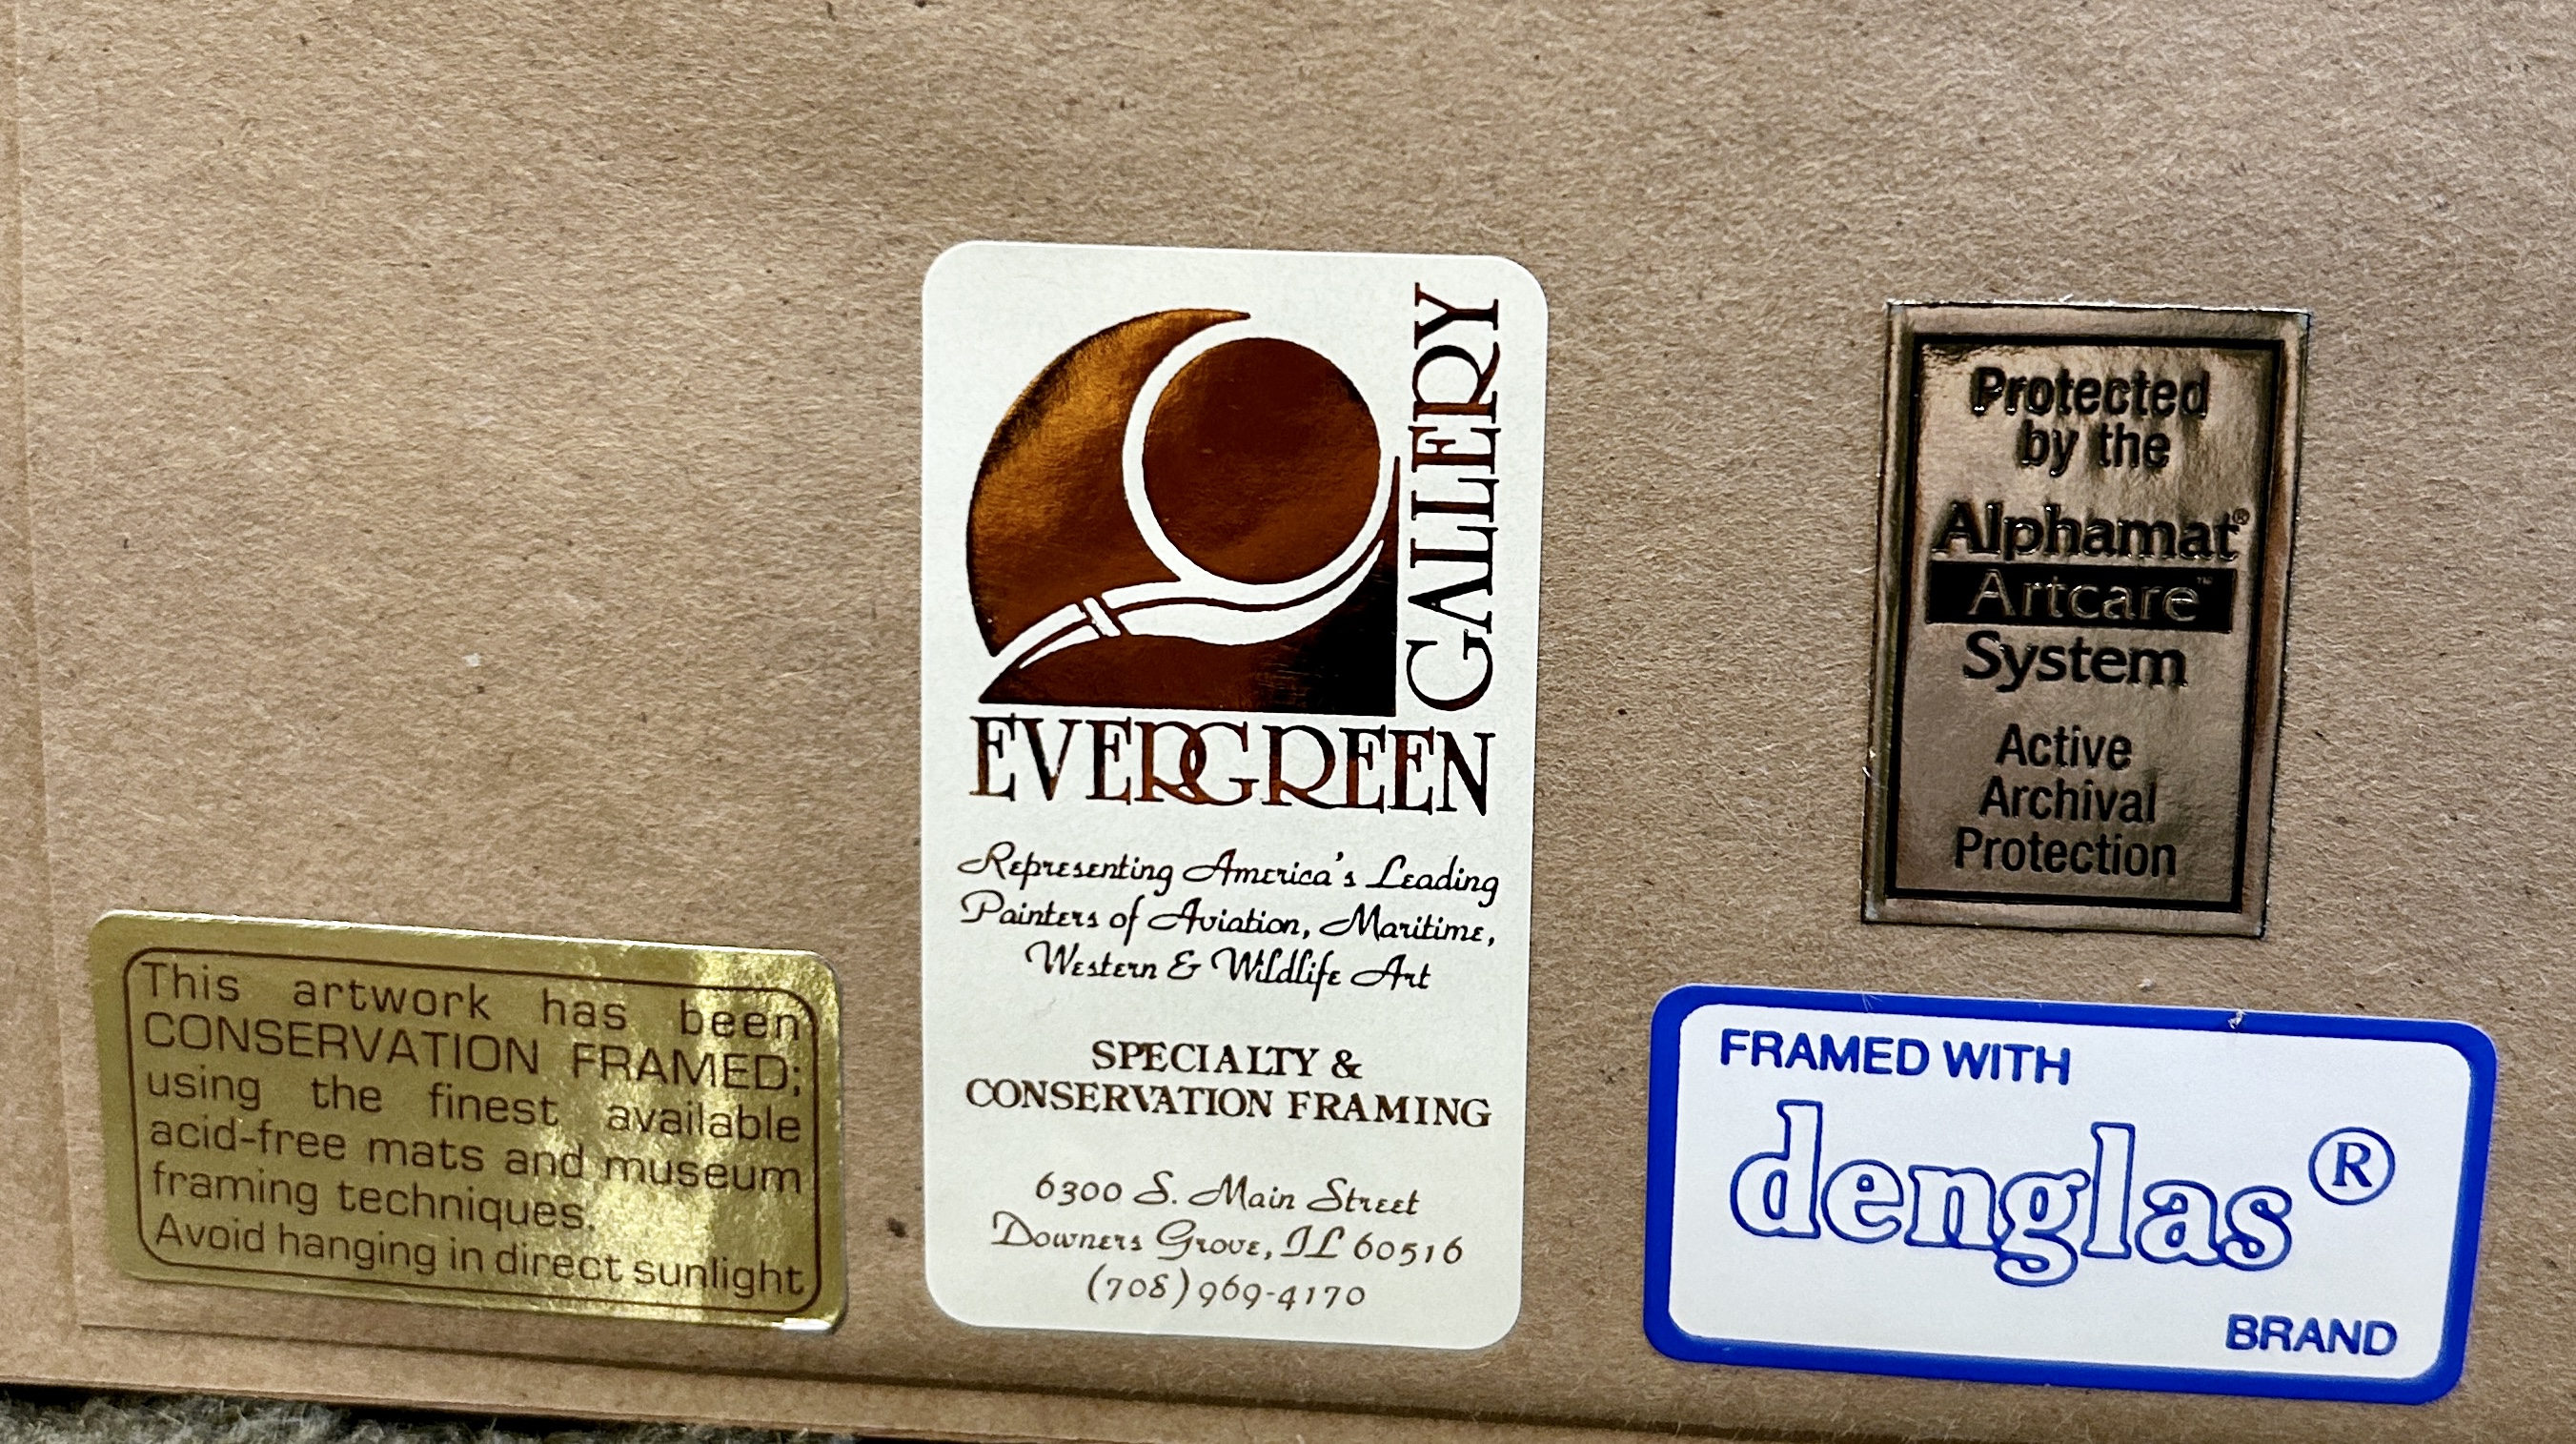 This artwork has been
CONSERVATION FRAMED;
using the finest available
acid-free mats and museum
framing techniques.
Avoid hanging in direct sunlight
EVERGREEN
GALLERY
Representing America's Leading
Painters of Aviation, Maritime,
Western & Wildlife Art
SPECIALTY &
CONSERVATION FRAMING
6300 S. Main Street
Downers Grove, IL 60516
(708) 969-4170
Protected
by the
Alphamat®
Artcare™
System
Active
Archival
Protection
FRAMED WITH
denglas®
BRAND